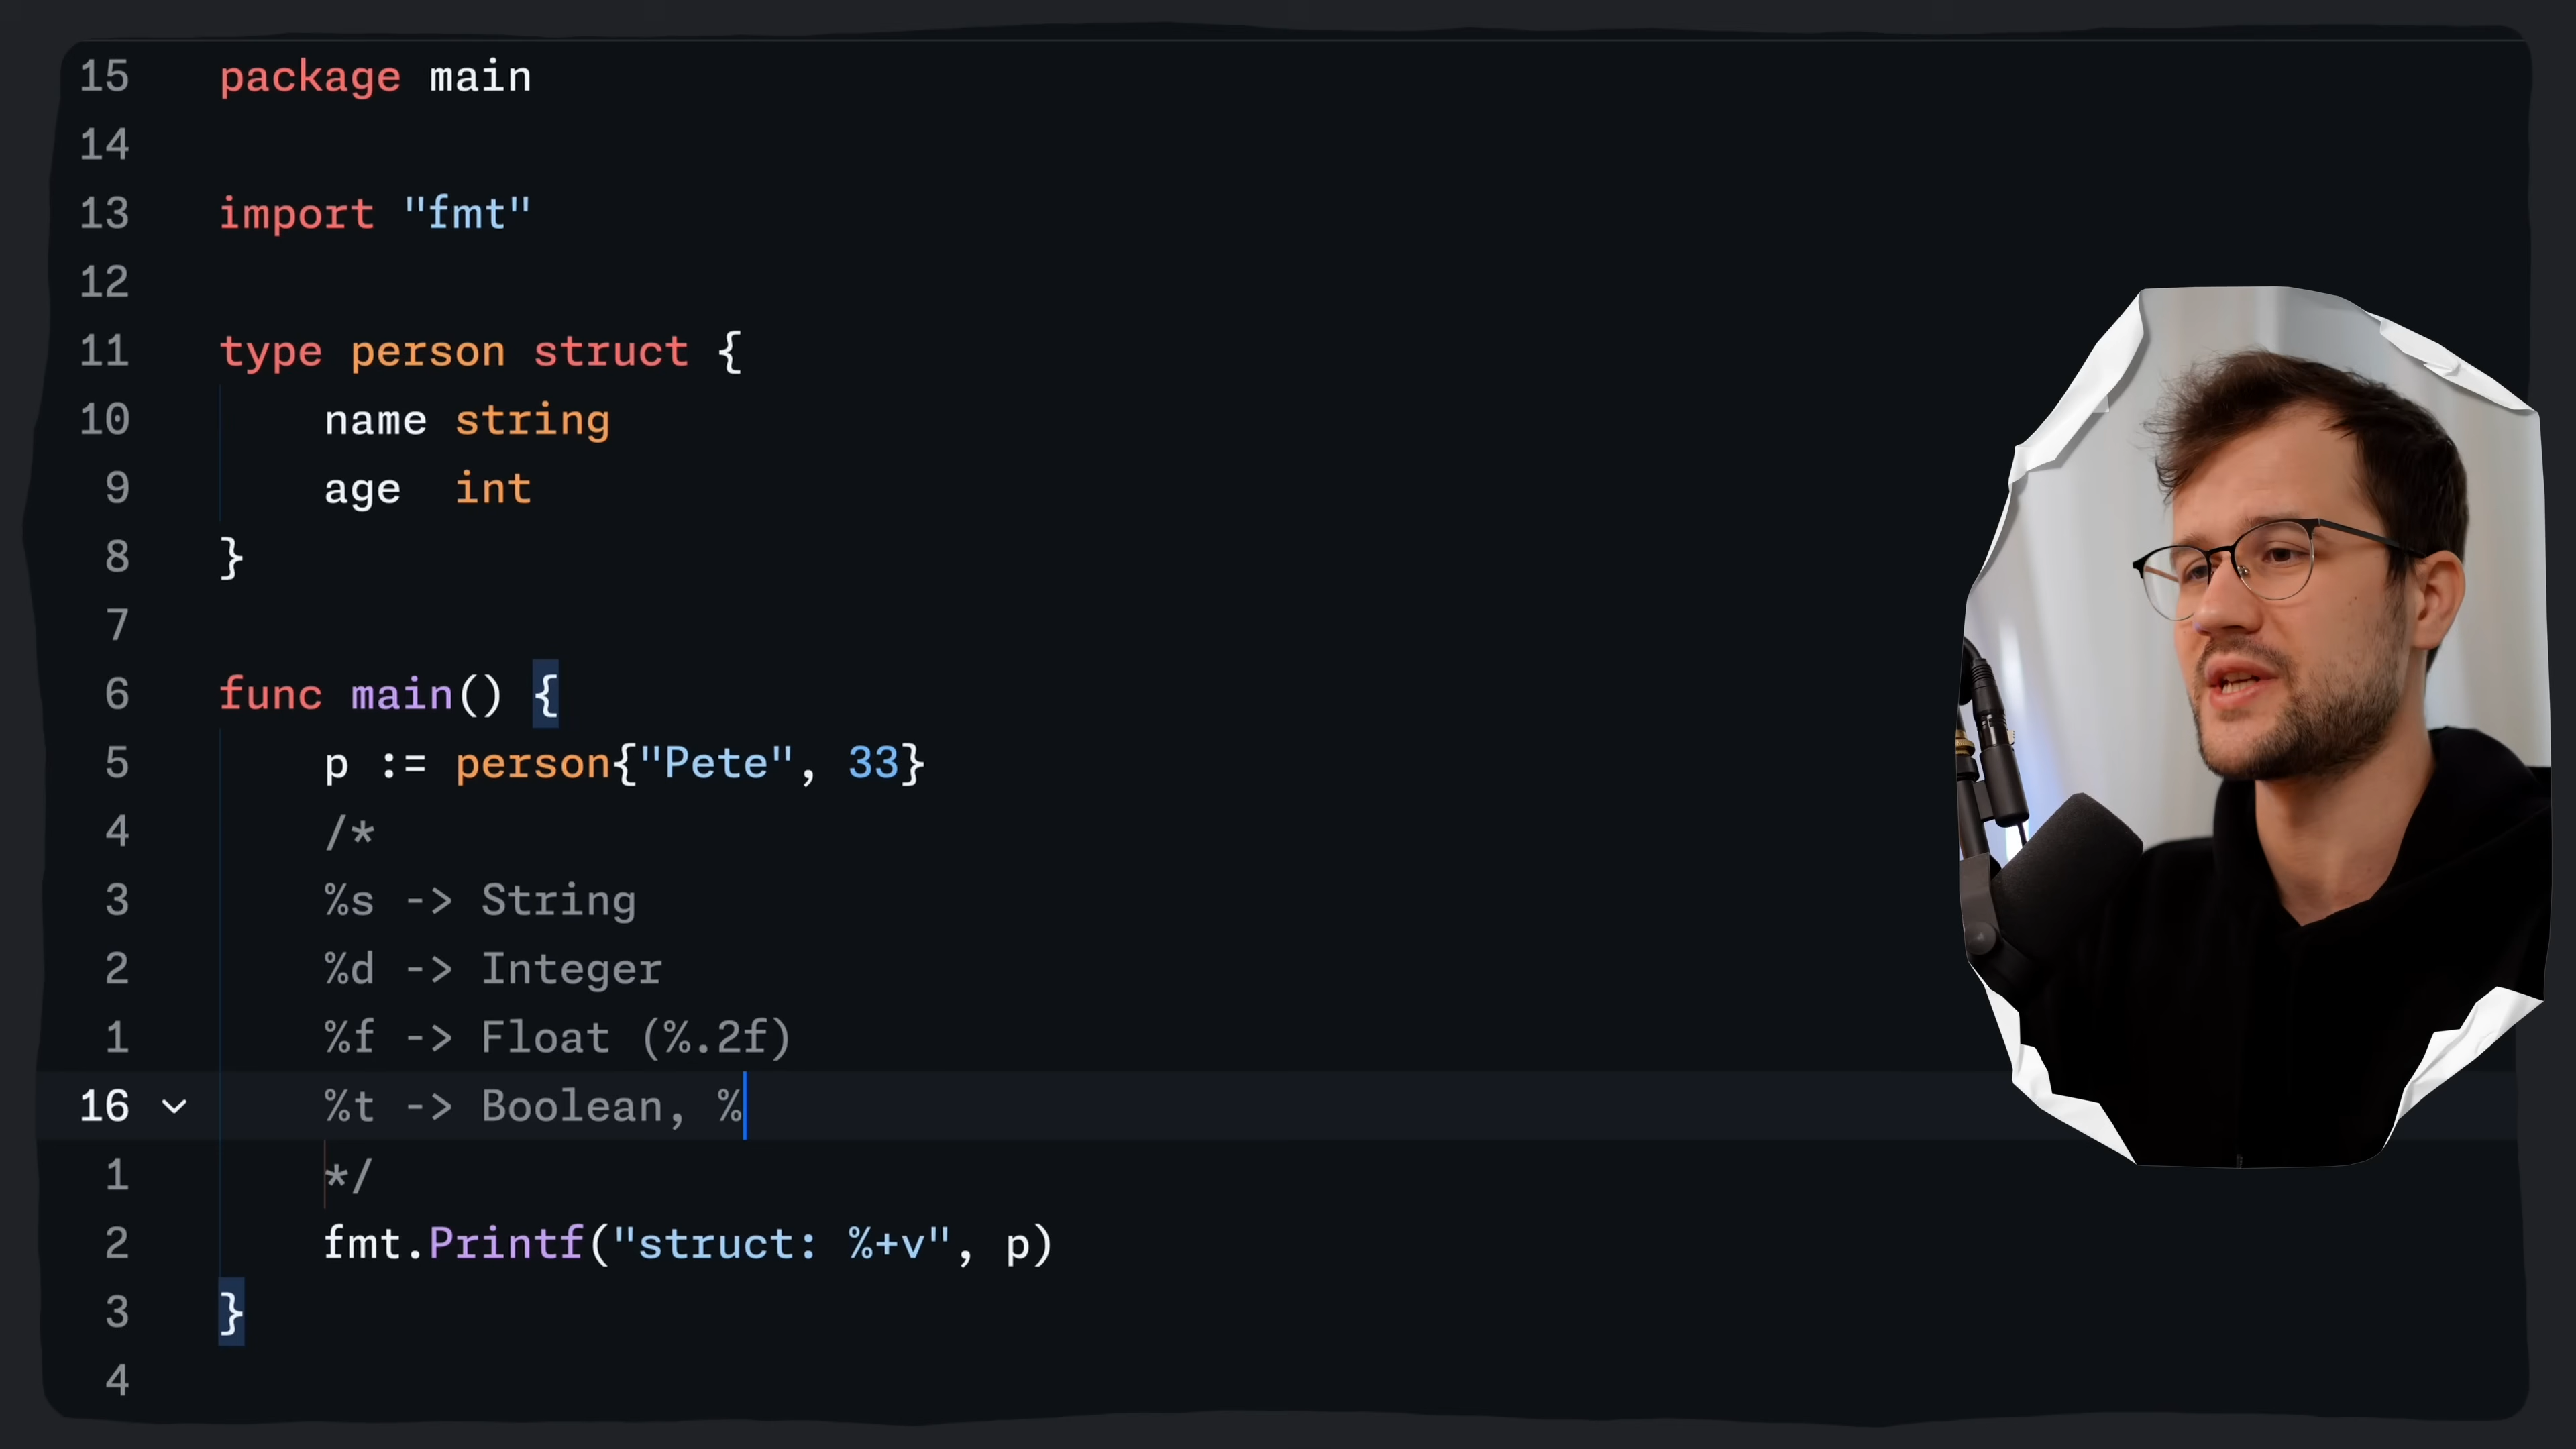 15 package main
14
13 import "fmt"
12
11 type person struct {
10 name string
9 age  int
8 }
7
6 func main() {
5 p := person{"Pete", 33}
4 /*
3 %s -> String
2 %d -> Integer
1 %f -> Float (%.2f)
16 %t -> Boolean, %
1 */
2 fmt.Printf("struct: %+v", p)
3 }
4